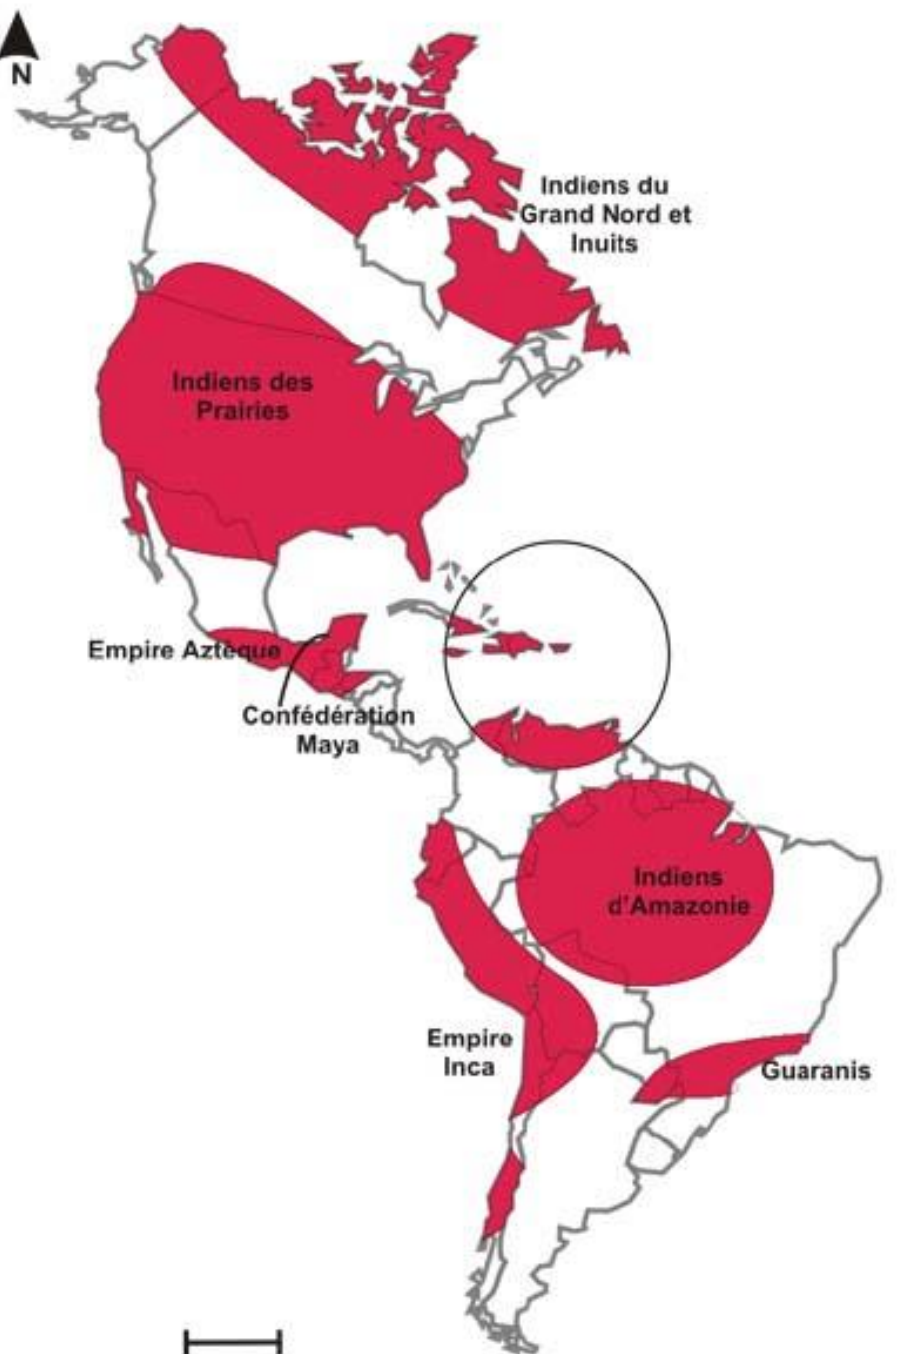 N
Indiens du
Grand Nord et
Inuits
Indiens des
Prairies
Empire Aztèque
Confédération
Maya
Indiens
d'Amazonie
Empire
Inca
Guaranis